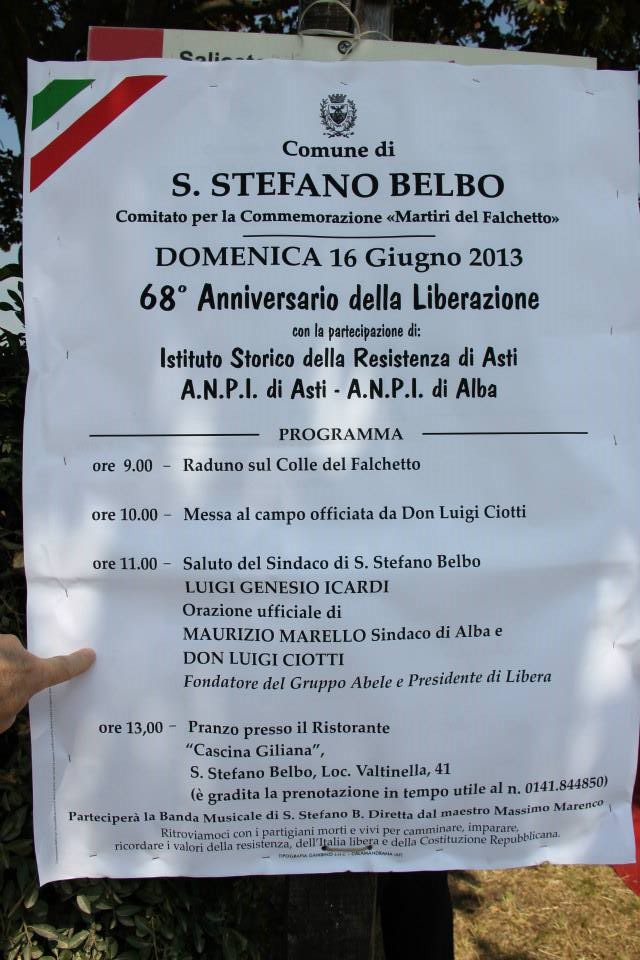 Comune di
S. STEFANO BELBO
Comitato per la Commemorazione «Martiri del Falchetto»
DOMENICA 16 Giugno 2013
68° Anniversario della Liberazione
con la partecipazione di:
Istituto Storico della Resistenza di Asti
A.N.P.I. di Asti - A.N.P.I. di Alba
PROGRAMMA
ore 9.00 – Raduno sul Colle del Falchetto
ore 10.00 – Messa al campo officiata da Don Luigi Ciotti
ore 11.00 – Saluto del Sindaco di S. Stefano Belbo
LUIGI GENESIO ICARDI
Orazione ufficiale di
MAURIZIO MARELLO Sindaco di Alba e
DON LUIGI CIOTTI
Fondatore del Gruppo Abele e Presidente di Libera
ore 13,00 – Pranzo presso il Ristorante
“Cascina Giliana”,
S. Stefano Belbo, Loc. Valtinella, 41
(è gradita la prenotazione in tempo utile al n. 0141.844850)
Parteciperà la Banda Musicale di S. Stefano B. Diretta dal maestro Massimo Marenco
Ritroviamoci con i partigiani morti e vivi per camminare, imparare,
ricordare i valori della resistenza, dell'Italia libera e della Costituzione Repubblicana.